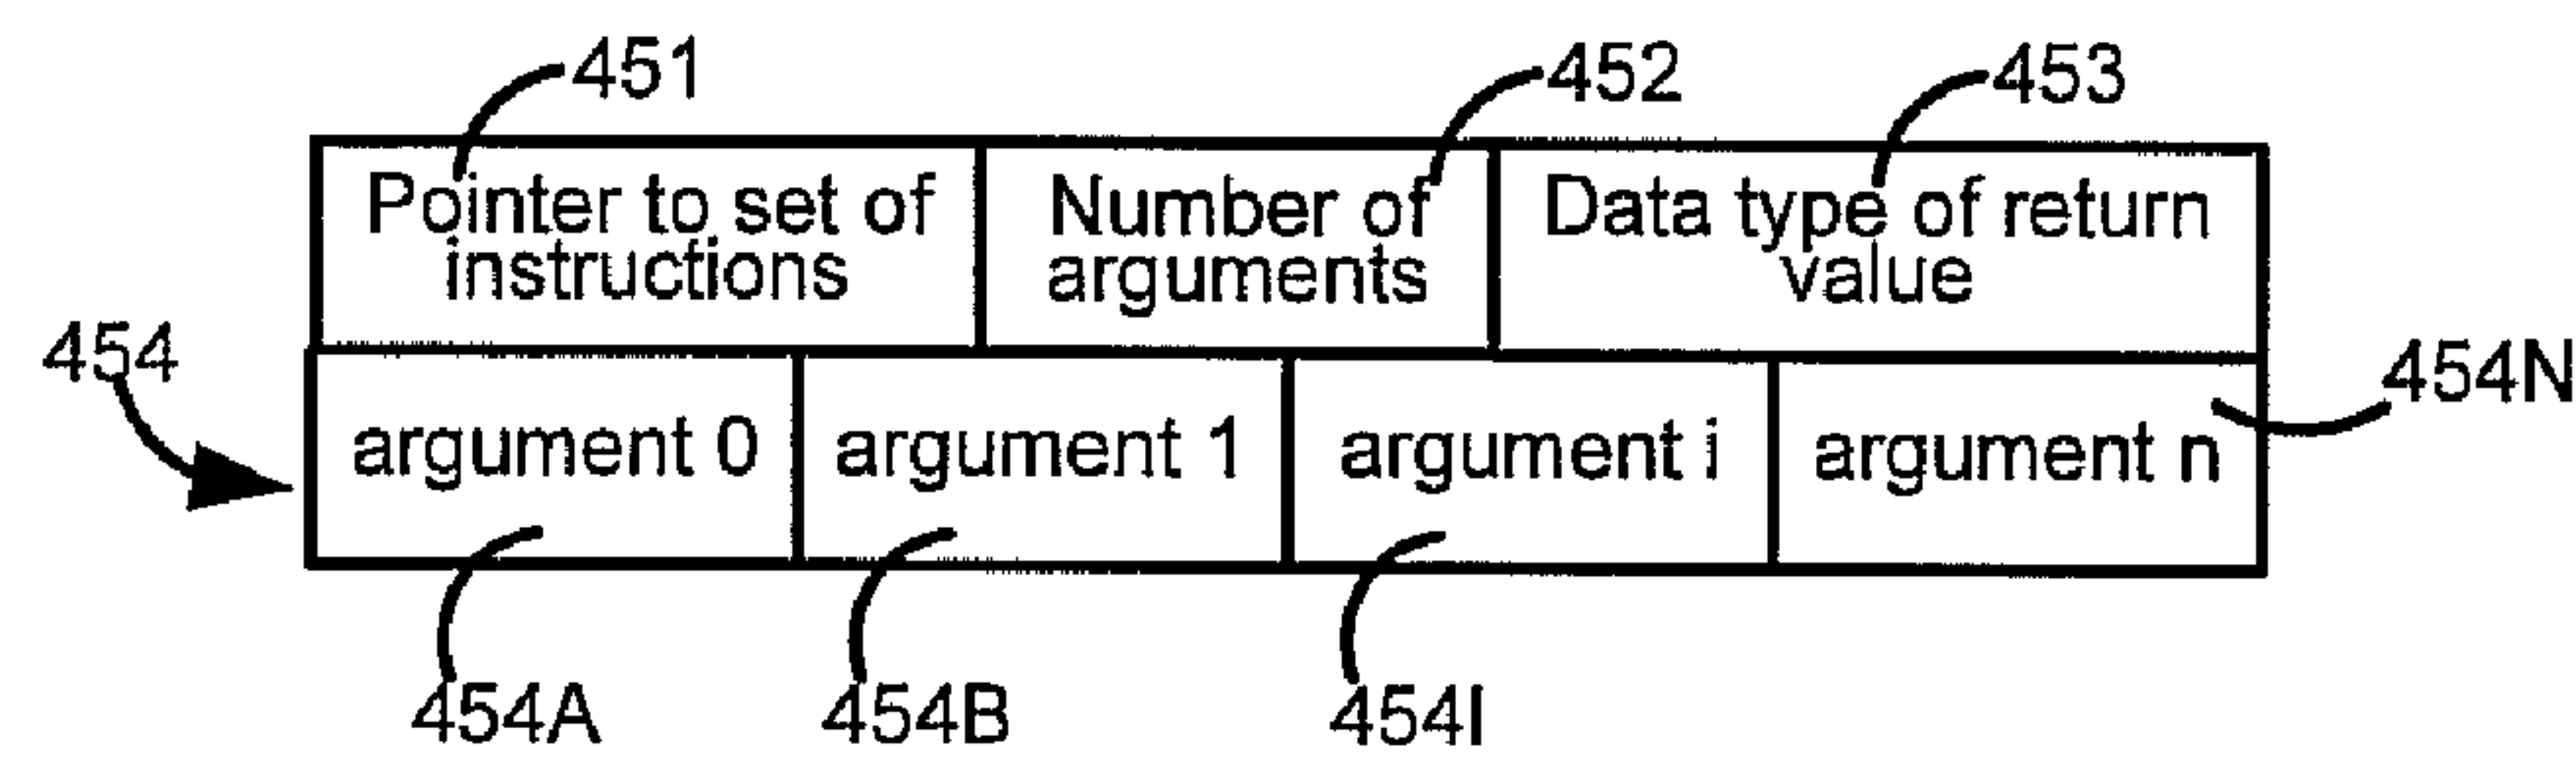 451 452 453
Pointer to set of instructions
Number of arguments
Data type of return value
454
454N
argument 0 argument 1 argument i argument n
454A 454B 454I